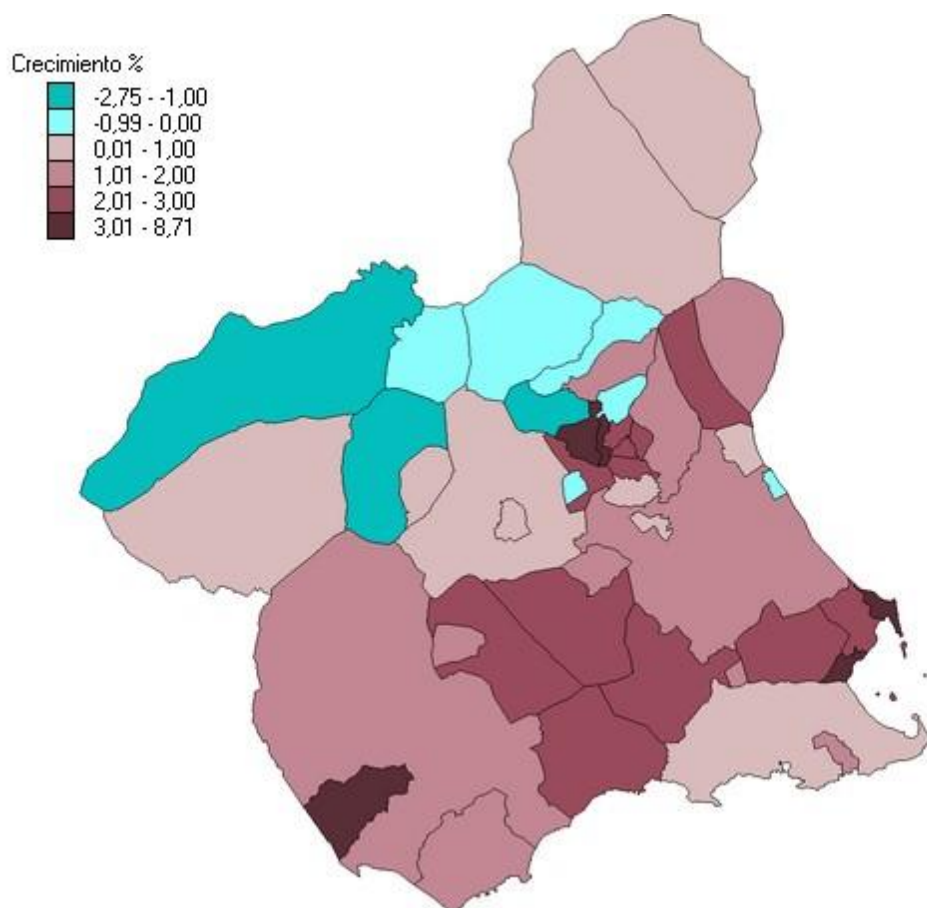 Crecimiento %
-2,75 - -1,00
-0,99 - 0,00
0,01 - 1,00
1,01 - 2,00
2,01 - 3,00
3,01 - 8,71